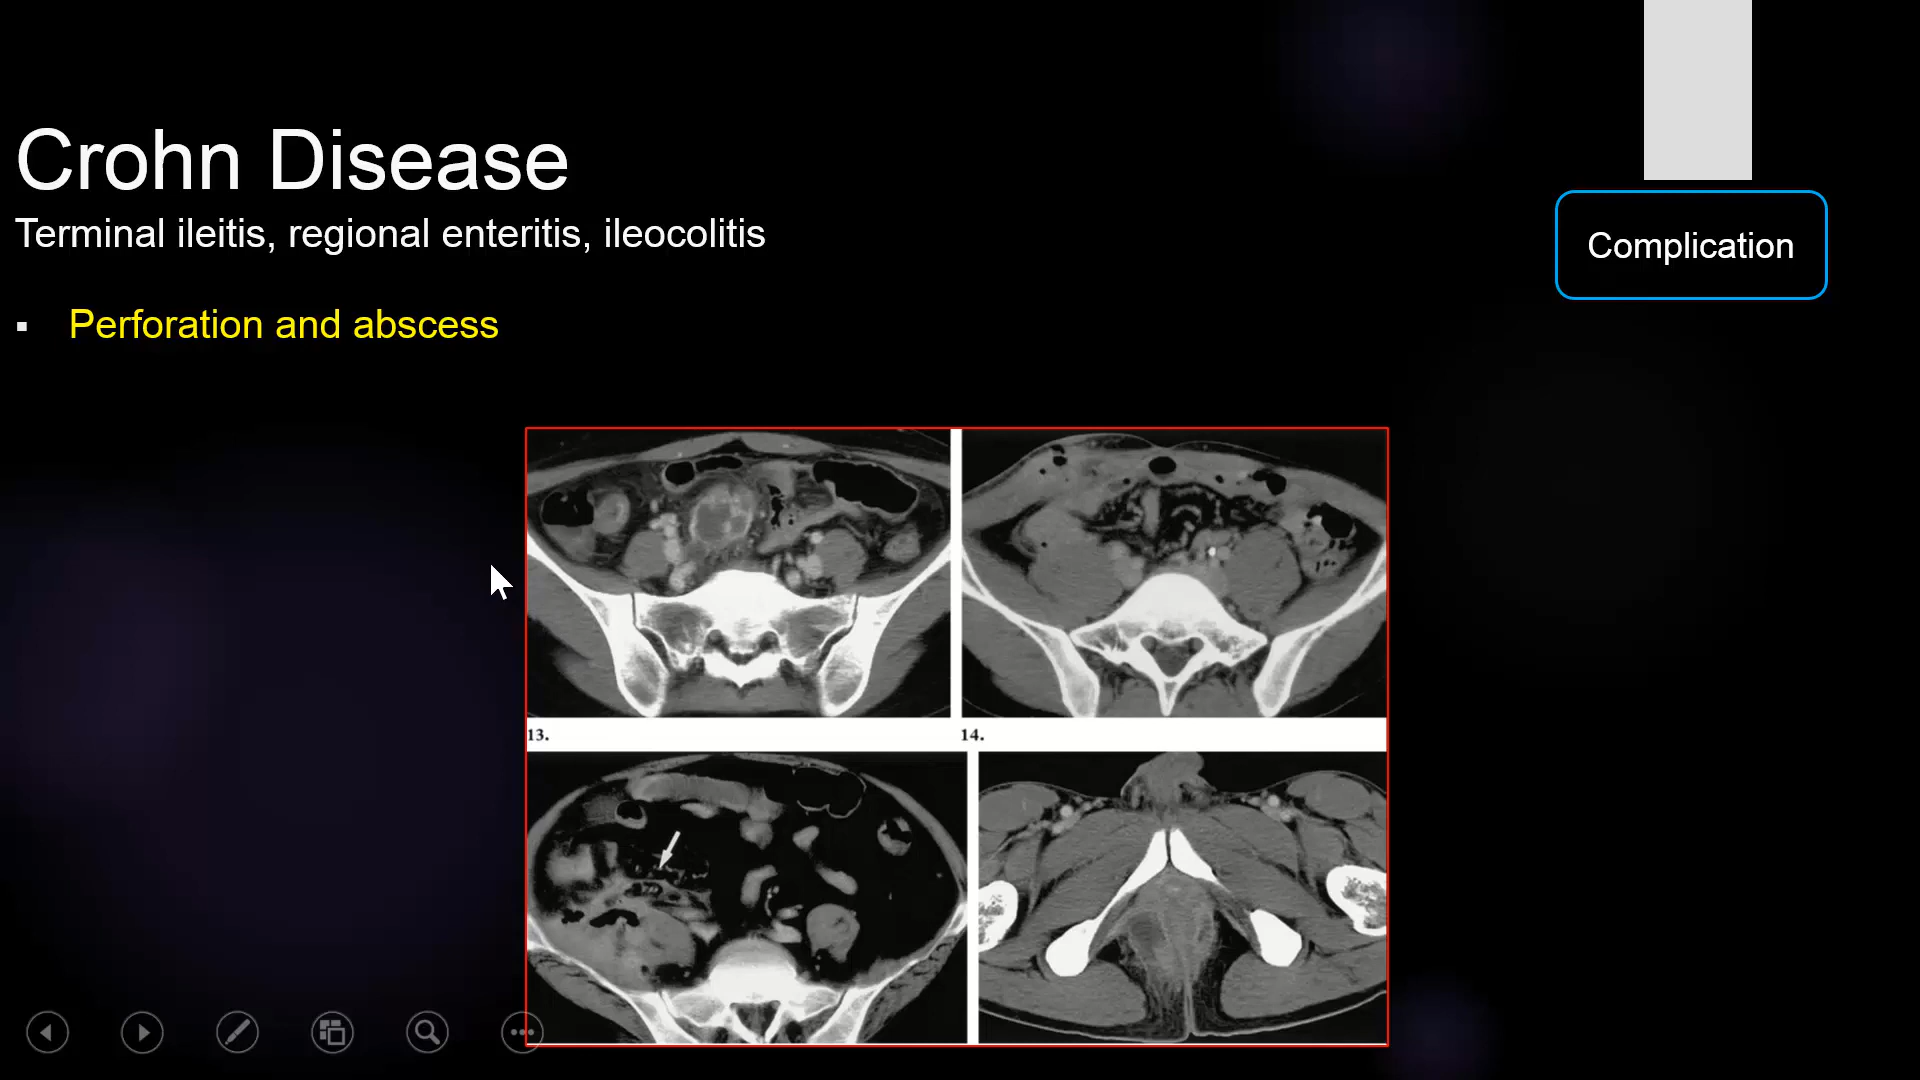 Crohn Disease
Terminal ileitis, regional enteritis, ileocolitis
Complication
▪ Perforation and abscess
13.
14.